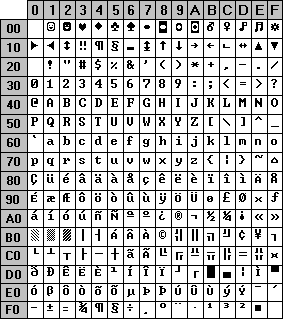 0 1 2 3 4 5 6 7 8 9 A B C D E F
00 ☺ ☻ ♥ ♦ ♣ ♠ • ◘ ○ ◙ ♂ ♀ ♪ ♫ ☼
10 ► ◄ ↕ ‼ ¶ § ▬ ↨ ↑ ↓ → ← ∟ ↔ ▲ ▼
20 ! " # $ % & ' ( ) * + , - . /
30 0 1 2 3 4 5 6 7 8 9 : ; < = > ?
40 @ A B C D E F G H I J K L M N O
50 P Q R S T U V W X Y Z [ \ ] ^ _
60 ` a b c d e f g h i j k l m n o
70 p q r s t u v w x y z { | } ~ ⌂
80 Ç ü é â ä à å ç ê ë è ï î ì Ä Å
90 É æ Æ ô ö ò û ù ÿ Ö Ü ø £ Ø × ƒ
A0 á í ó ú ñ Ñ ª º ¿ ® ¬ ½ ¼ ¡ « »
B0 ░ ▒ ▓ │ ┤ Á Â À © ╣ ║ ╗ ╝ ¢ ¥ ┐
C0 └ ┴ ┬ ├ ─ ┼ ã Ã ╚ ╔ ╩ ╦ ╠ ═ ╬ ¤
D0 ð Ð Ê Ë È ı Í Î Ï ┘ ┌ █ ▄ ¦ Ì ▀
E0 Ó ß Ô Ò õ Õ µ þ Þ Ú Û Ù ý Ý ¯ ´
F0 - ± ‗ ¾ ¶ § ÷ ¸ ° ¨ · ¹ ³ ² ■